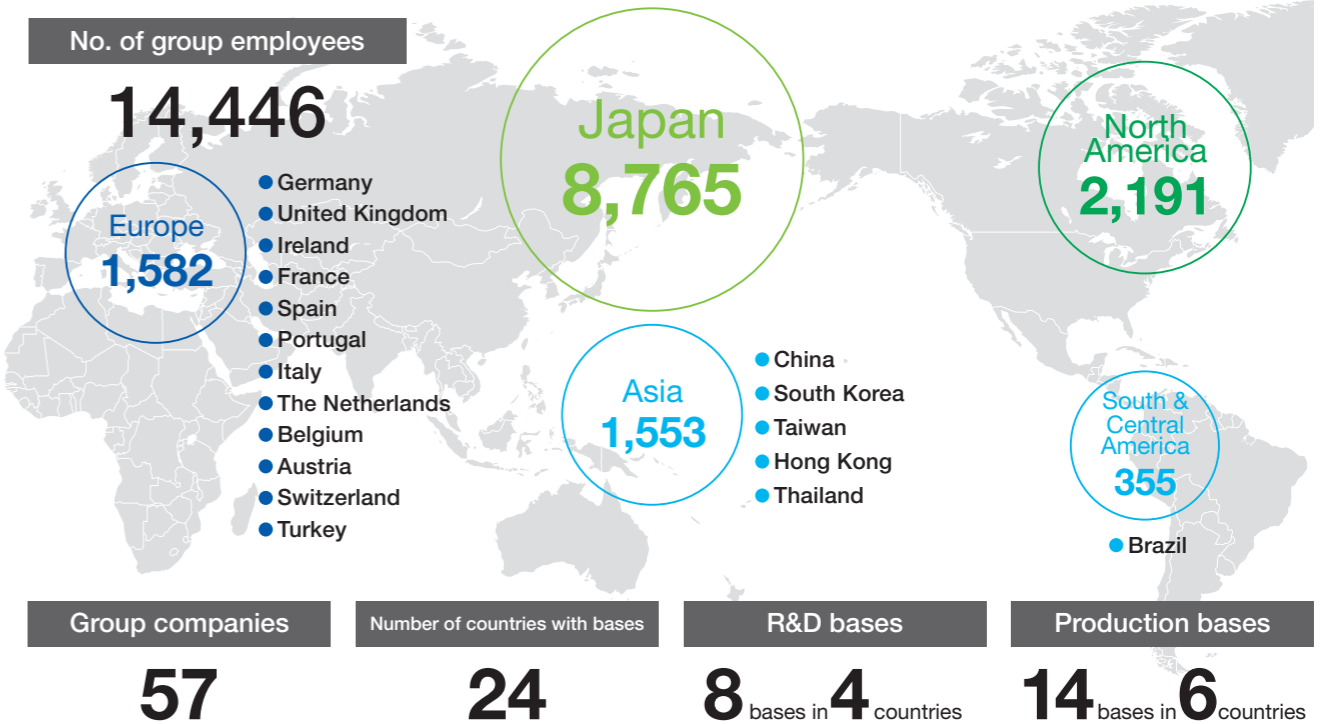 No. of group employees
14,446
Europe
1,582
Germany
United Kingdom
Ireland
France
Spain
Portugal
Italy
The Netherlands
Belgium
Austria
Switzerland
Turkey
Japan
8,765
Asia
1,553
China
South Korea
Taiwan
Hong Kong
Thailand
North
America
2,191
South &
Central
America
355
Brazil
Group companies
57
Number of countries with bases
24
R&D bases
8 bases in 4 countries
Production bases
14 bases in 6 countries